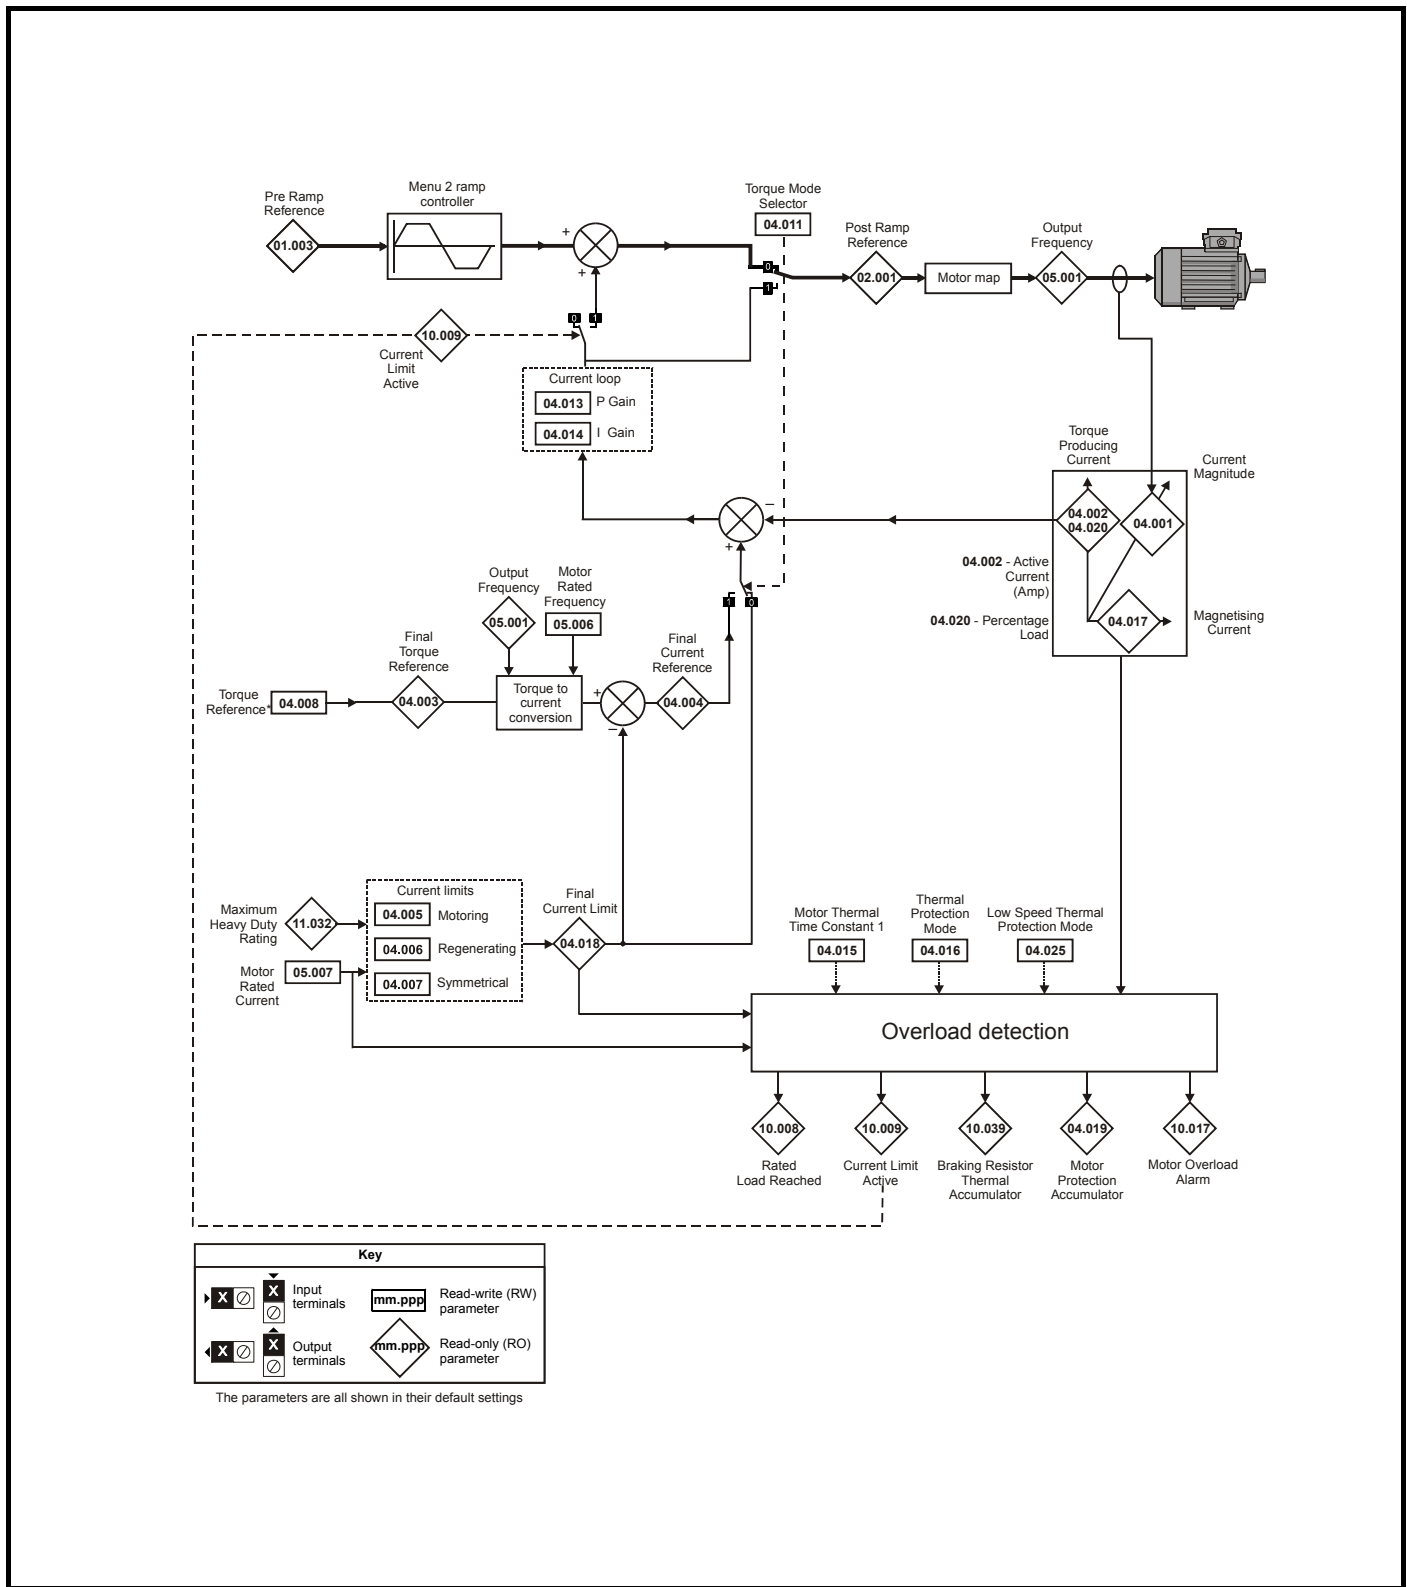 Pre Ramp
Reference
01.003
Menu 2 ramp
controller
+
+
Torque Mode
Selector
04.011
0
1
Post Ramp
Reference
02.001
Motor map
Output
Frequency
05.001
10.009
Current
Limit
Active
0 1
Current loop
04.013 P Gain
04.014 I Gain
Torque
Producing
Current
Current
Magnitude
04.002
04.020
04.001
04.002 - Active
Current
(Amp)
04.020 - Percentage
Load
04.017
Magnetising
Current
–
+
1 0
Output
Frequency
05.001
Motor
Rated
Frequency
05.006
Final
Torque
Reference
Torque
Reference*
04.008
04.003
Torque to
current
conversion
+
–
Final
Current
Reference
04.004
Maximum
Heavy Duty
Rating
11.032
Motor
Rated
Current
05.007
Current limits
04.005 Motoring
04.006 Regenerating
04.007 Symmetrical
Final
Current Limit
04.018
Motor Thermal
Time Constant 1
04.015
Thermal
Protection
Mode
04.016
Low Speed Thermal
Protection Mode
04.025
Overload detection
10.008
Rated
Load Reached
10.009
Current Limit
Active
10.039
Braking Resistor
Thermal
Accumulator
04.019
Motor
Protection
Accumulator
10.017
Motor Overload
Alarm
Key
X
X
Input
terminals
mm.ppp
Read-write (RW)
parameter
X
X
Output
terminals
mm.ppp
Read-only (RO)
parameter
The parameters are all shown in their default settings